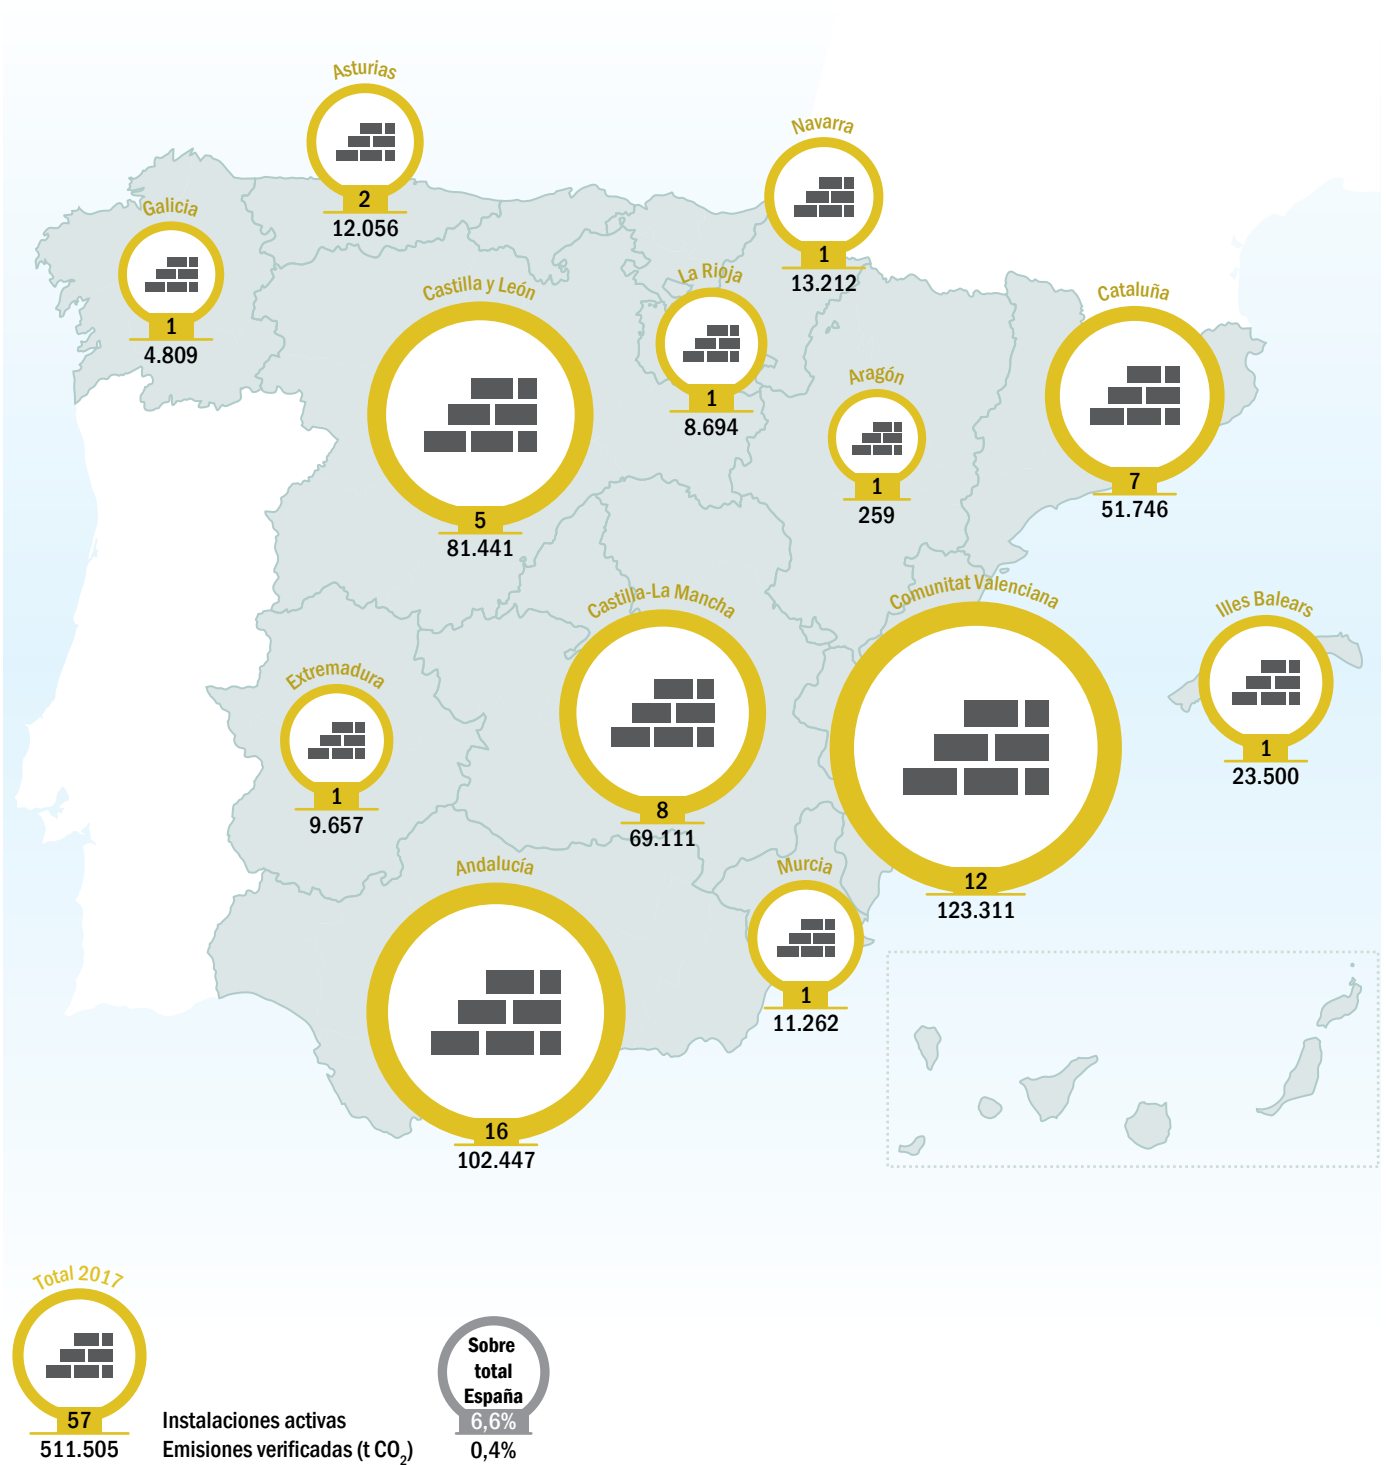 Asturias
2
12.056
Navarra
1
13.212
Galicia
1
4.809
La Rioja
1
8.694
Castilla y León
5
81.441
Cataluña
7
51.746
Aragón
1
259
Castilla-La Mancha
8
69.111
Comunitat Valenciana
12
123.311
Illes Balears
1
23.500
Extremadura
1
9.657
Andalucía
16
102.447
Murcia
1
11.262
Total 2017
57
Instalaciones activas
511.505
Emisiones verificadas (t CO₂)
Sobre
total
España
6,6%
0,4%